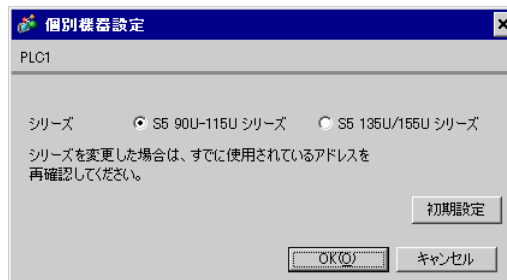 個別機器設定
PLC1
シリーズ S5 90U-115U シリーズ S5 135U/155U シリーズ
シリーズを変更した場合は、すでに使用されているアドレスを
再確認してください。
初期設定
OK(O) キャンセル